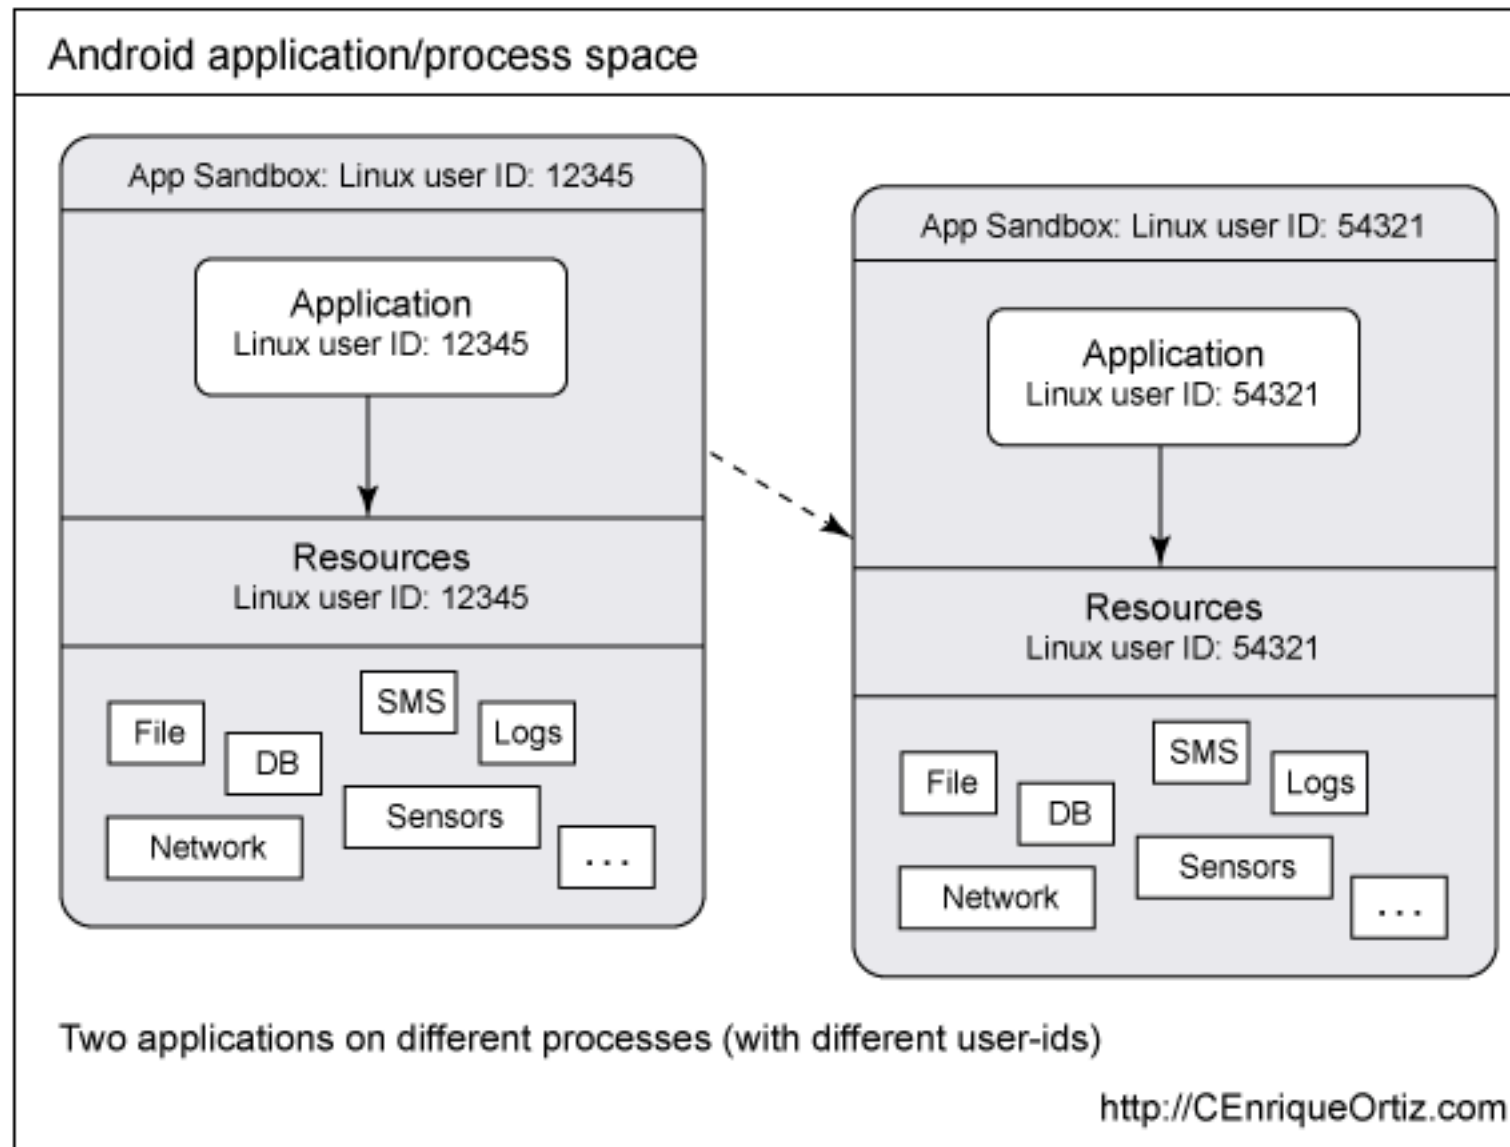 Android application/process space
App Sandbox: Linux user ID: 12345
Application
Linux user ID: 12345
Resources
Linux user ID: 12345
SMS
File
Logs
DB
Sensors
Network
...
App Sandbox: Linux user ID: 54321
Application
Linux user ID: 54321
Resources
Linux user ID: 54321
SMS
File
Logs
DB
Sensors
Network
...
Two applications on different processes (with different user-ids)
http://CEnriqueOrtiz.com